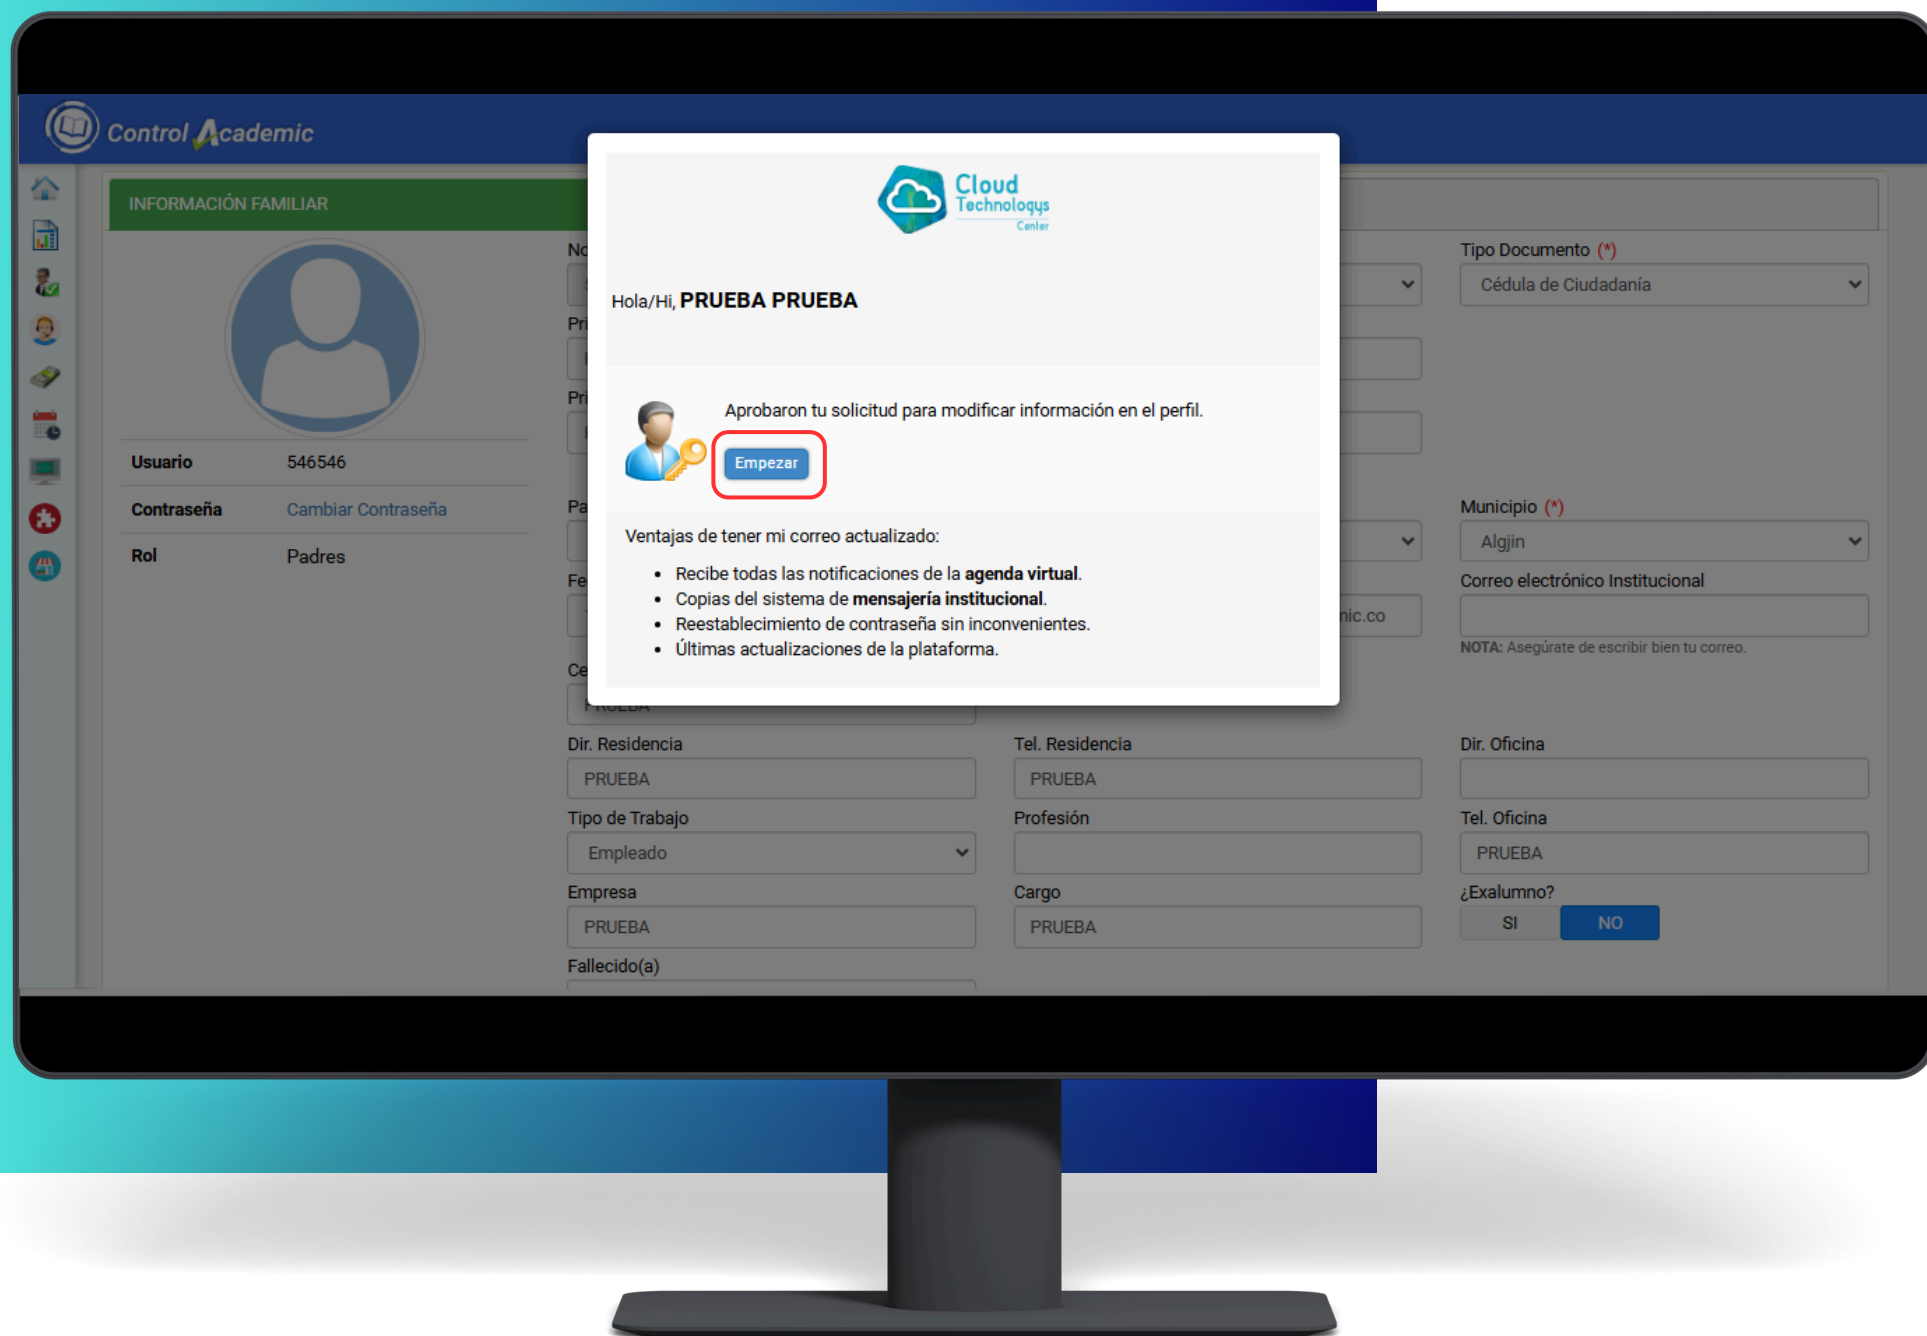 Control Academic
INFORMACIÓN FAMILIAR
Usuario 546546
Contraseña Cambiar Contraseña
Rol Padres
Cloud
Technologys
Center
Hola/Hi, PRUEBA PRUEBA
Aprobaron tu solicitud para modificar información en el perfil.
Empezar
Ventajas de tener mi correo actualizado:
• Recibe todas las notificaciones de la agenda virtual.
• Copias del sistema de mensajería institucional.
• Reestablecimiento de contraseña sin inconvenientes.
• Últimas actualizaciones de la plataforma.
Tipo Documento (*)
Cédula de Ciudadanía
Municipio (*)
Algjin
Correo electrónico Institucional
nic.co
NOTA: Asegúrate de escribir bien tu correo.
PRUEBA
Dir. Residencia Tel. Residencia Dir. Oficina
PRUEBA PRUEBA
Tipo de Trabajo Profesión Tel. Oficina
Empleado PRUEBA
Empresa Cargo ¿Exalumno?
PRUEBA PRUEBA SI NO
Fallecido(a)